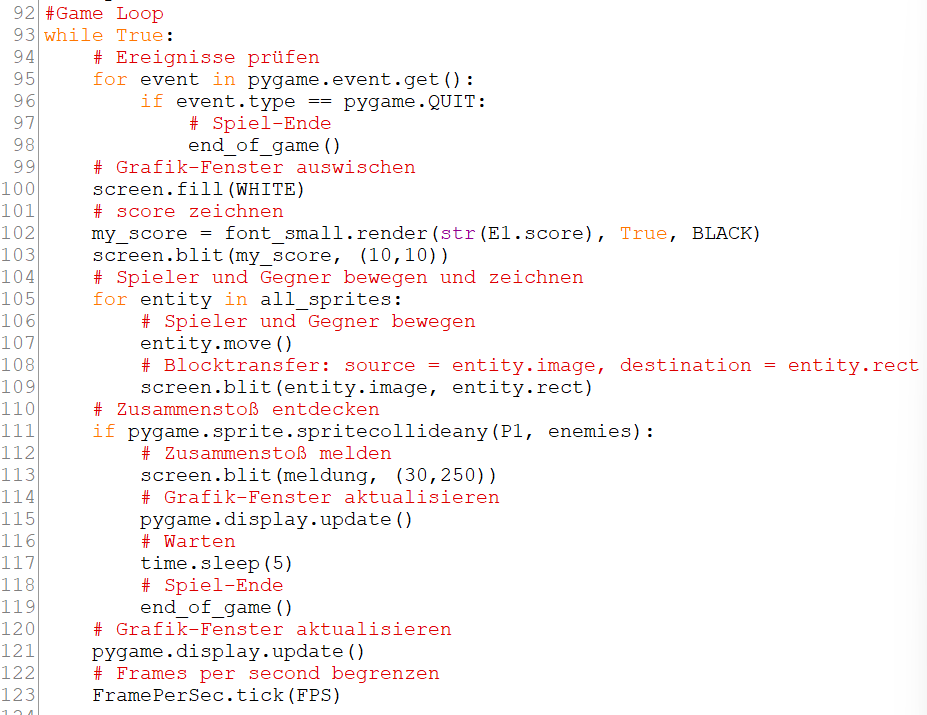 92 #Game Loop
93 while True:
94     # Ereignisse prüfen
95     for event in pygame.event.get():
96         if event.type == pygame.QUIT:
97             # Spiel-Ende
98             end_of_game()
99     # Grafik-Fenster auswischen
100     screen.fill(WHITE)
101     # score zeichnen
102     my_score = font_small.render(str(E1.score), True, BLACK)
103     screen.blit(my_score, (10,10))
104     # Spieler und Gegner bewegen und zeichnen
105     for entity in all_sprites:
106         # Spieler und Gegner bewegen
107         entity.move()
108         # Blocktransfer: source = entity.image, destination = entity.rect
109         screen.blit(entity.image, entity.rect)
110     # Zusammenstoß entdecken
111     if pygame.sprite.spritecollideany(P1, enemies):
112         # Zusammenstoß melden
113         screen.blit(meldung, (30,250))
114         # Grafik-Fenster aktualisieren
115         pygame.display.update()
116         # Warten
117         time.sleep(5)
118         # Spiel-Ende
119         end_of_game()
120     # Grafik-Fenster aktualisieren
121     pygame.display.update()
122     # Frames per second begrenzen
123     FramePerSec.tick(FPS)